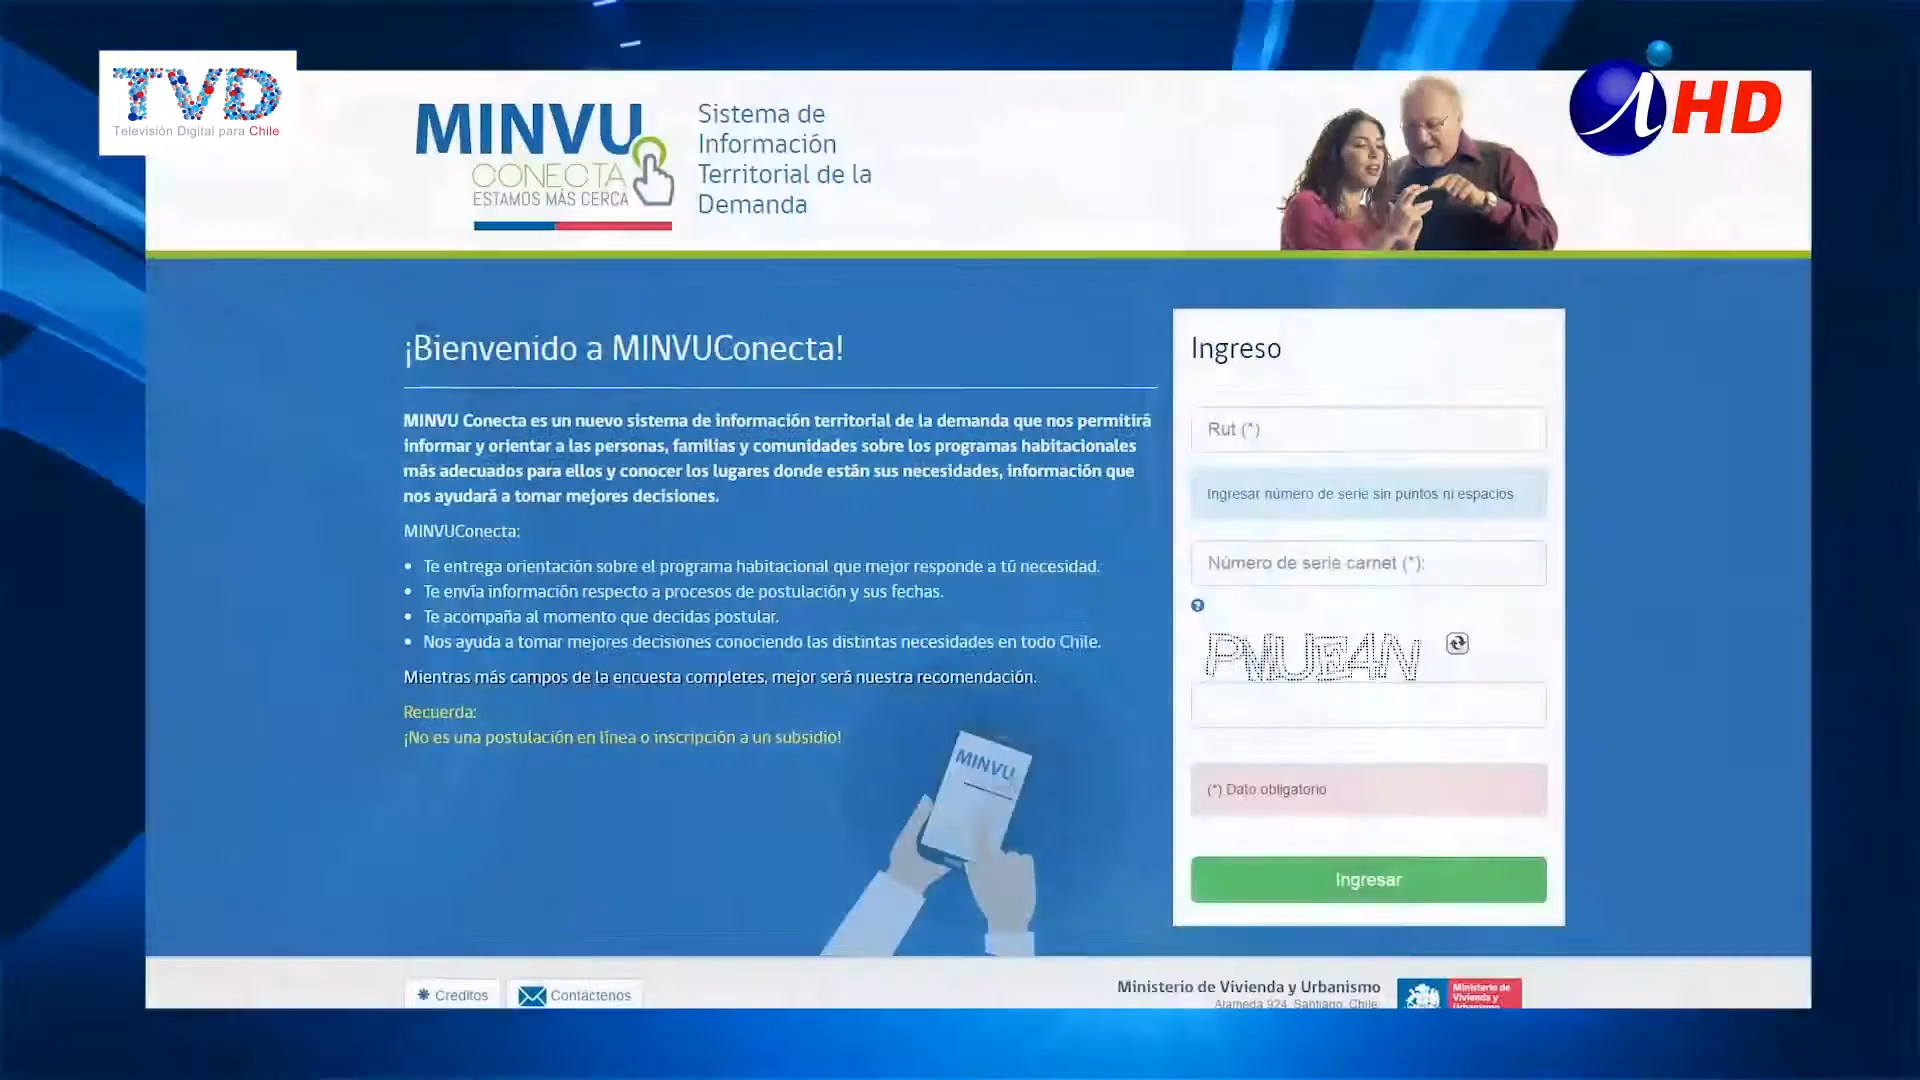 TVD
Televisión Digital para Chile
HD
MINVU
CONECTA
ESTAMOS MÁS CERCA
Sistema de
Información
Territorial de la
Demanda
¡Bienvenido a MINVUConecta!
MINVU Conecta es un nuevo sistema de información territorial de la demanda que nos permitirá
informar y orientar a las personas, familias y comunidades sobre los programas habitacionales
más adecuados para ellos y conocer los lugares donde están sus necesidades, información que
nos ayudará a tomar mejores decisiones.
MINVUConecta:
• Te entrega orientación sobre el programa habitacional que mejor responde a tú necesidad.
• Te envía información respecto a procesos de postulación y sus fechas.
• Te acompaña al momento que decidas postular.
• Nos ayuda a tomar mejores decisiones conociendo las distintas necesidades en todo Chile.
Mientras más campos de la encuesta completes, mejor será nuestra recomendación.
Recuerda:
¡No es una postulación en línea o inscripción a un subsidio!
MINVU
Ingreso
Rut (*)
Ingresar número de serie sin puntos ni espacios
Número de serie carnet (*):
(*) Dato obligatorio
Ingresar
Creditos
Contáctenos
Ministerio de Vivienda y Urbanismo
Alameda 924, Santiago, Chile
Ministerio de
Vivienda y
Urbanismo